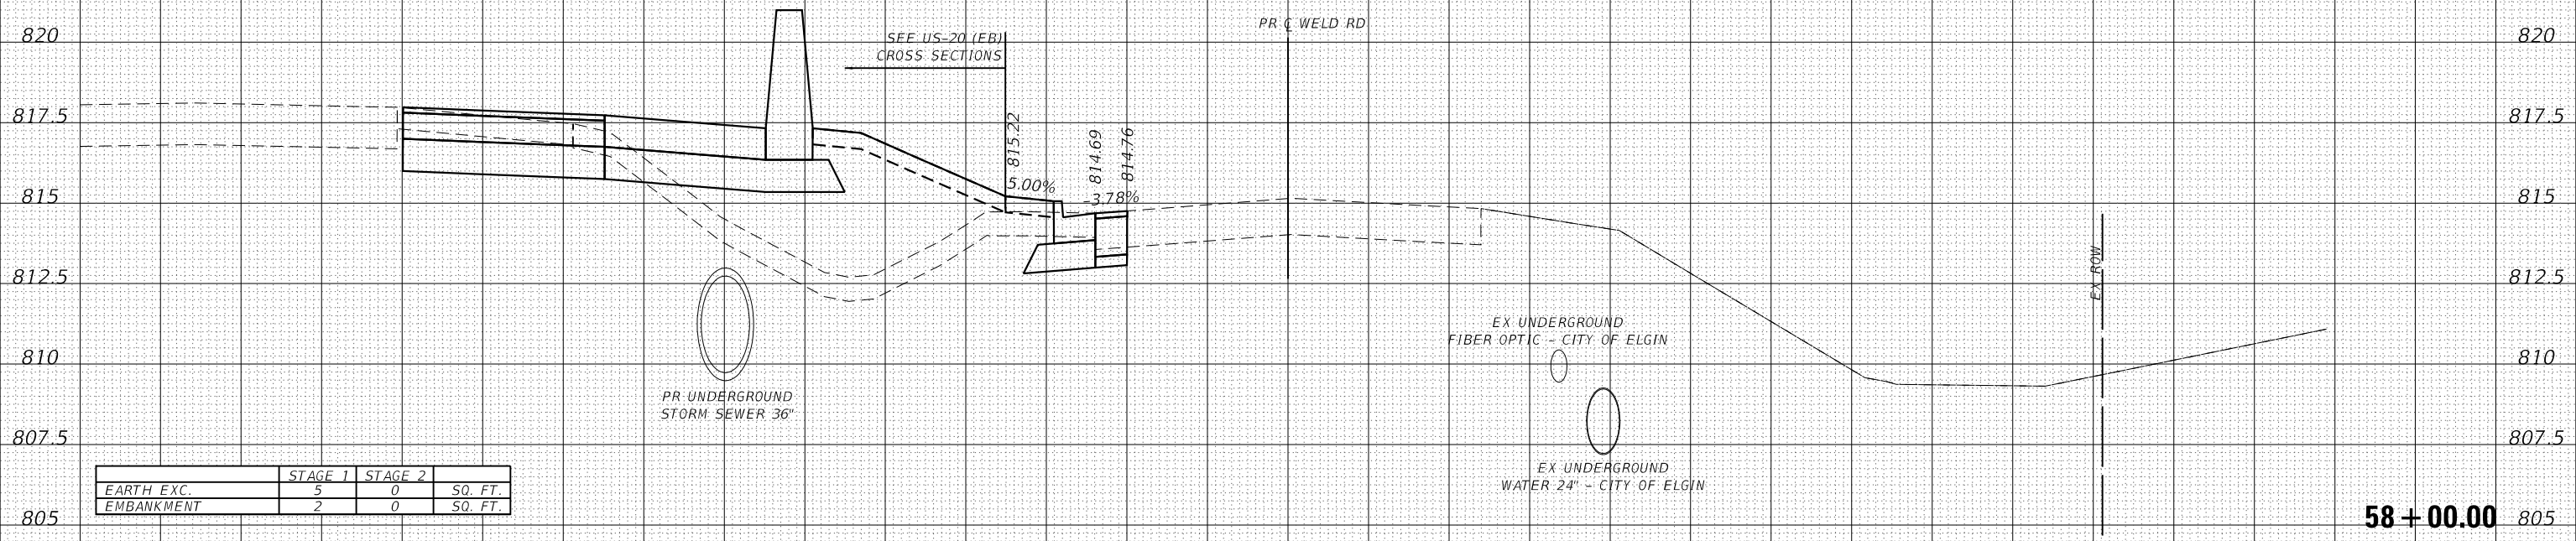 820
817.5
815
812.5
810
807.5
805
SEE US-20 (EB)
CROSS SECTIONS
PR ℄ WELD RD
815.22
814.69
814.76
5.00%
-3.78%
PR UNDERGROUND
STORM SEWER 36"
EX UNDERGROUND
FIBER OPTIC - CITY OF ELGIN
EX UNDERGROUND
WATER 24" - CITY OF ELGIN
EX ROW
STAGE 1 STAGE 2
EARTH EXC. 5 0 SQ. FT.
EMBANKMENT 2 0 SQ. FT.
820
817.5
815
812.5
810
807.5
805
58+00.00